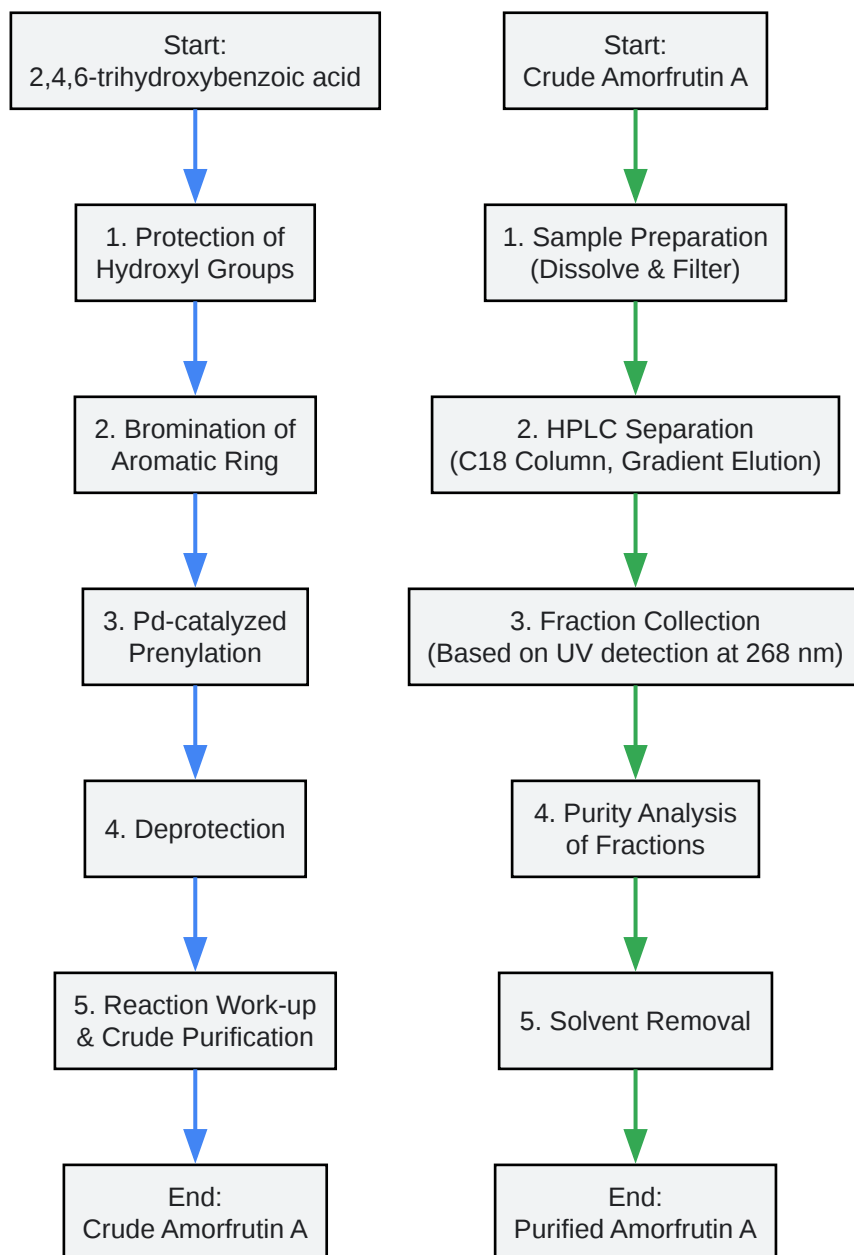 Start:
2,4,6-trihydroxybenzoic acid
1. Protection of
Hydroxyl Groups
2. Bromination of
Aromatic Ring
3. Pd-catalyzed
Prenylation
4. Deprotection
5. Reaction Work-up
& Crude Purification
End:
Crude Amorfrutin A
Start:
Crude Amorfrutin A
1. Sample Preparation
(Dissolve & Filter)
2. HPLC Separation
(C18 Column, Gradient Elution)
3. Fraction Collection
(Based on UV detection at 268 nm)
4. Purity Analysis
of Fractions
5. Solvent Removal
End:
Purified Amorfrutin A